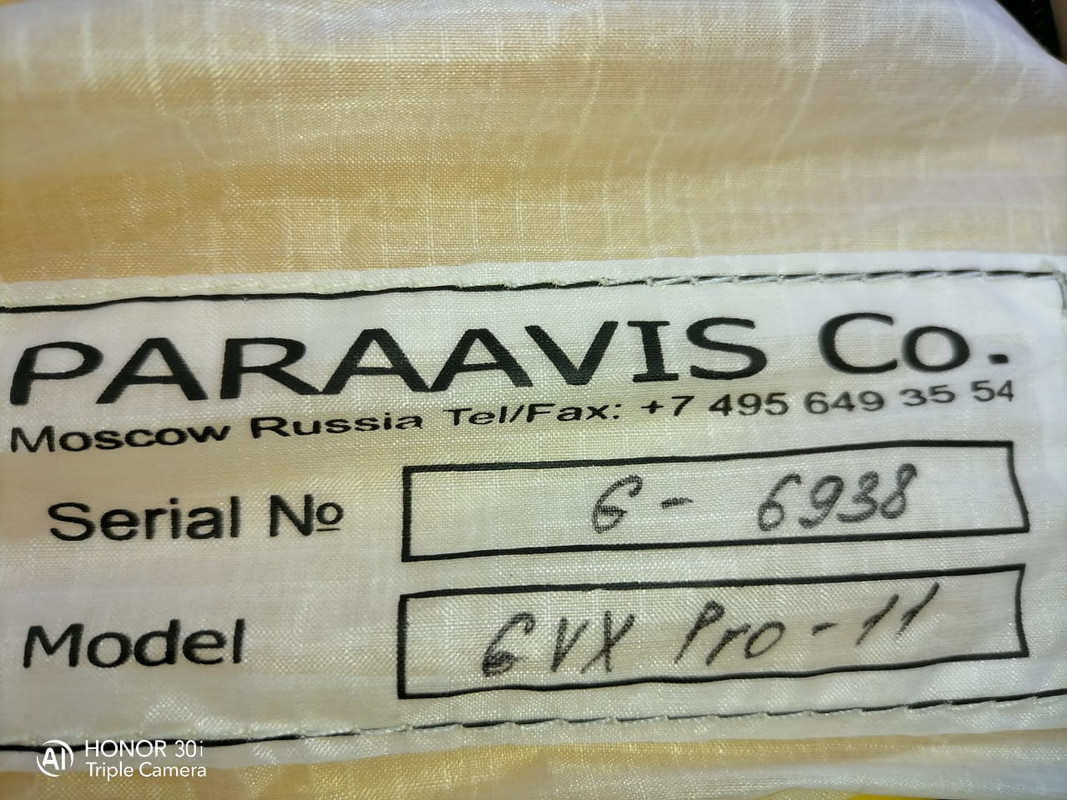 PARAAVIS Co.
Moscow Russia Tel/Fax: +7 495 649 35 54
Serial № G- 6938
Model GVX Pro-11
HONOR 30i
Triple Camera